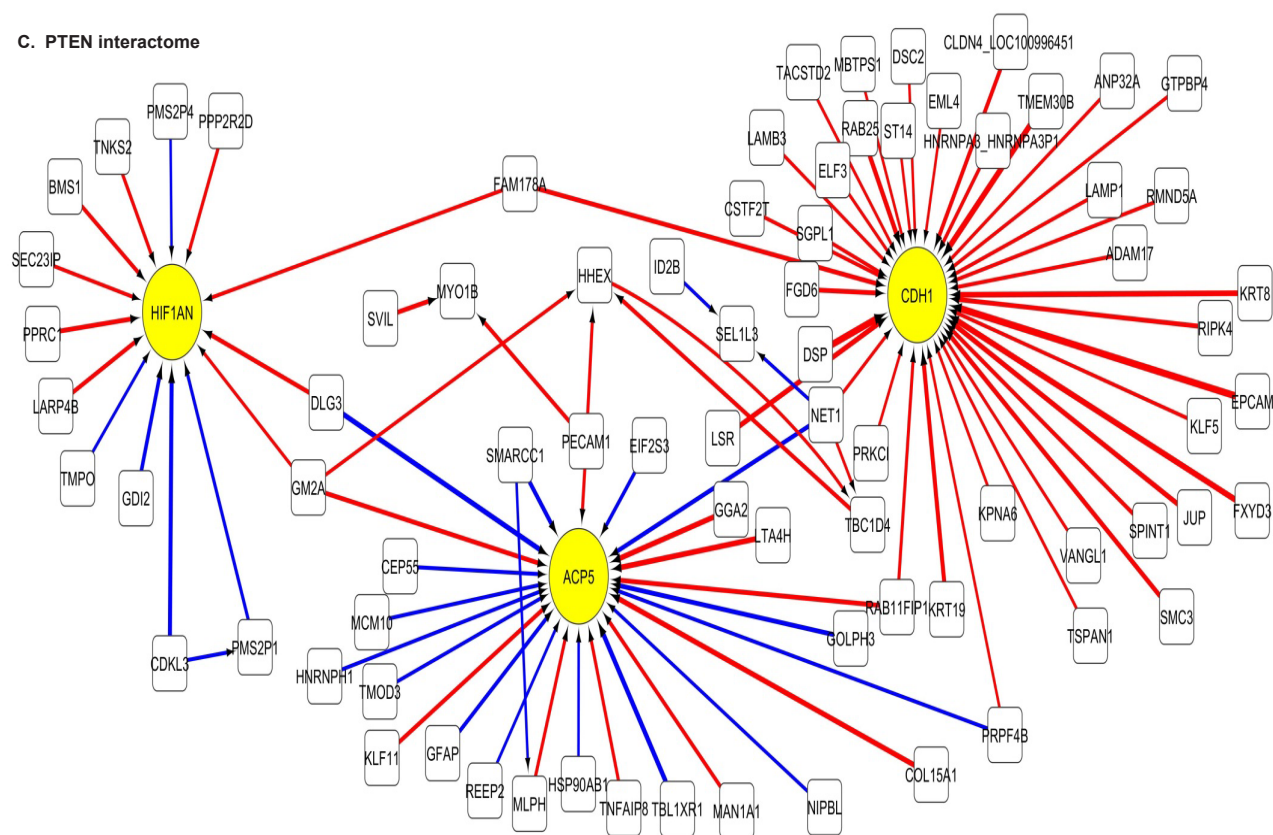 C. PTEN interactome
CLDN4_LOC100996451
DSC2
MBTPS1
TACSTD2
ANP32A
GTPBP4
EML4
TMEM30B
PMS2P4
PPP2R2D
TNKS2
RAB25
ST14
HNRNPA3_HNRNPA3P1
LAMB3
ELF3
BMS1
FAM178A
LAMP1
RMND5A
CSTF2T
SGPL1
ADAM17
SEC23IP
HHEX
ID2B
MYO1B
FGD6
CDH1
KRT8
HIF1AN
SVIL
SEL1L3
RIPK4
PPRC1
DSP
LARP4B
DLG3
NET1
EPCAM
KLF5
LSR
PECAM1
EIF2S3
SMARCC1
PRKCI
TMPO
GM2A
GDI2
GGA2
TBC1D4
KPNA6
SPINT1
JUP
FXYD3
LTA4H
VANGL1
CEP55
ACP5
MCM10
RAB11FIP1
KRT19
SMC3
GOLPH3
TSPAN1
CDKL3
PMS2P1
HNRNPH1
TMOD3
PRPF4B
KLF11
GFAP
COL15A1
REEP2
MLPH
HSP90AB1
TNFAIP8
TBL1XR1
MAN1A1
NIPBL